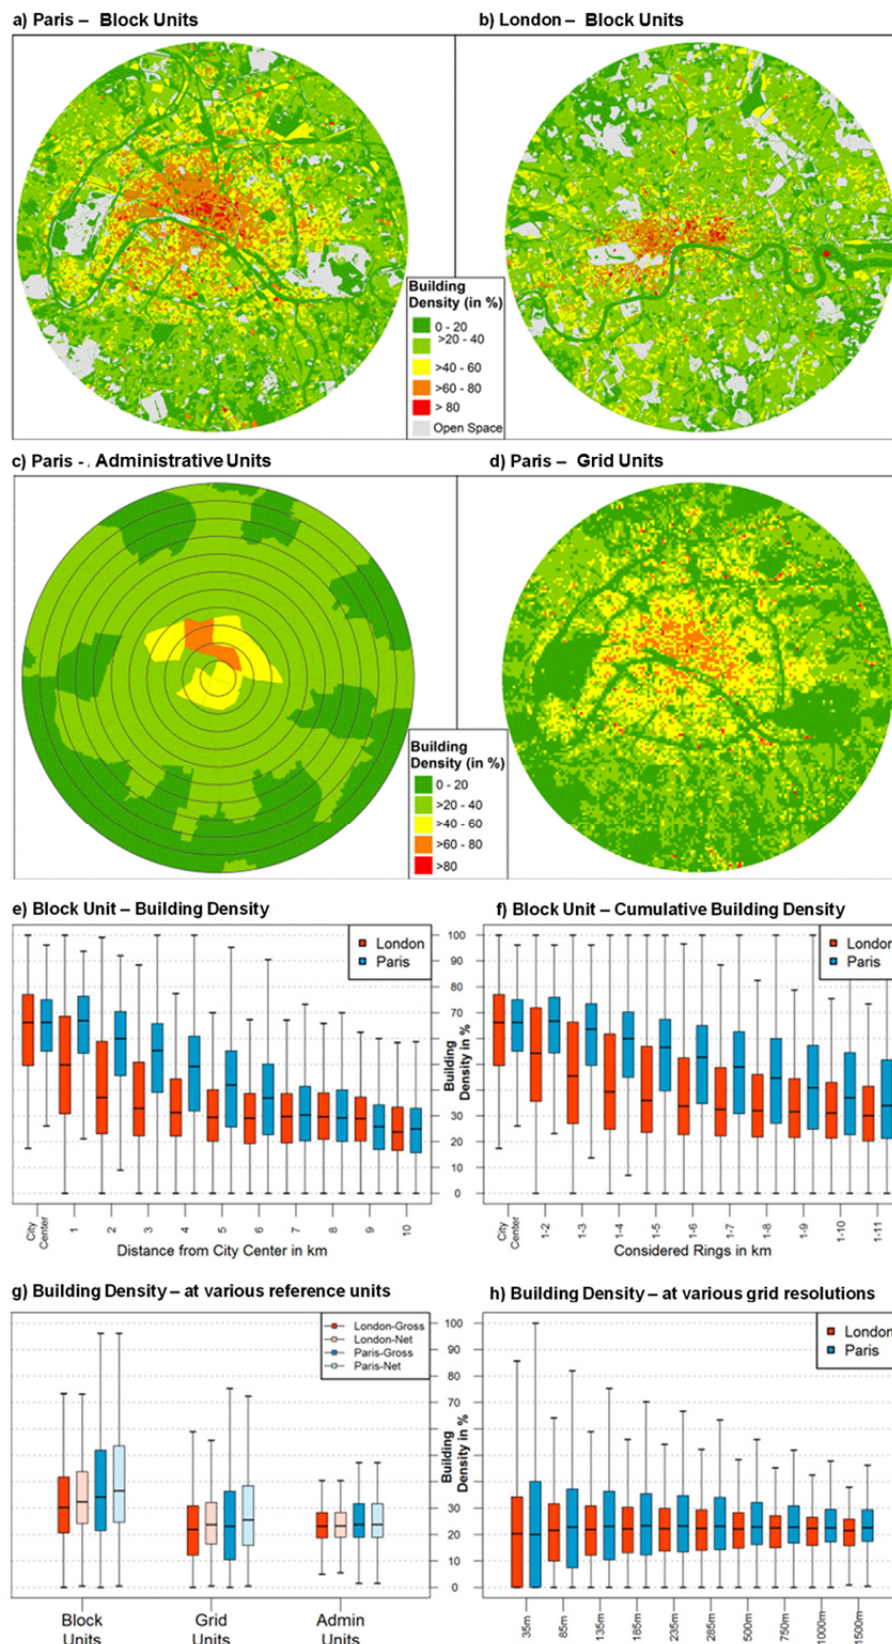 a) Paris – Block Units
b) London – Block Units
Building
Density (in %)
0 - 20
>20 - 40
>40 - 60
>60 - 80
> 80
Open Space
c) Paris - . Administrative Units
d) Paris – Grid Units
Building
Density (in %)
0 - 20
>20 - 40
>40 - 60
>60 - 80
>80
e) Block Unit – Building Density
f) Block Unit – Cumulative Building Density
London
Paris
100
90
80
70
Building
Density in %
30
20
10
0
London
Paris
City
Center
1
2
3
4
5
6
7
8
9
10
Distance from City Center in km
City
Center
1-2
1-3
1-4
1-5
1-6
1-7
1-8
1-9
1-10
1-11
Considered Rings in km
g) Building Density – at various reference units
h) Building Density – at various grid resolutions
London-Gross
London-Net
Paris-Gross
Paris-Net
100
90
80
70
Building
Density in %
30
20
10
0
London
Paris
Block
Units
Grid
Units
Admin
Units
35m
85m
135m
185m
235m
285m
500m
750m
1000m
1500m